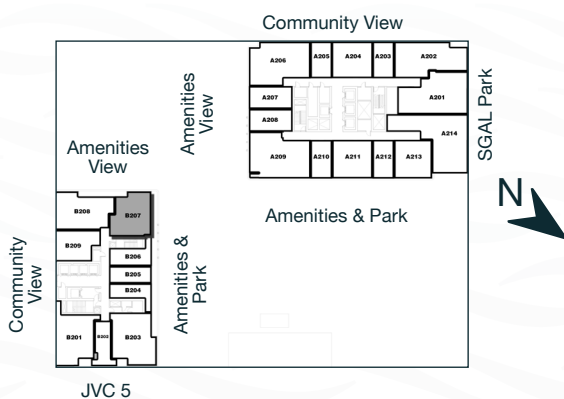 Community View
A206
A205
A204
A203
A202
A207
A208
A201
A214
A209
A210
A211
A212
A213
Amenities
View
SGAL Park
N
Amenities
View
Amenities & Park
B208
B207
B209
B206
B205
B204
B201
B202
B203
Community
View
Amenities &
Park
JVC 5